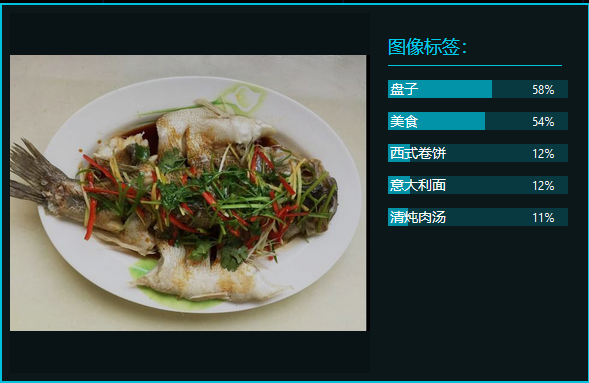 图像标签：
盘子 58%
美食 54%
西式卷饼 12%
意大利面 12%
清炖肉汤 11%